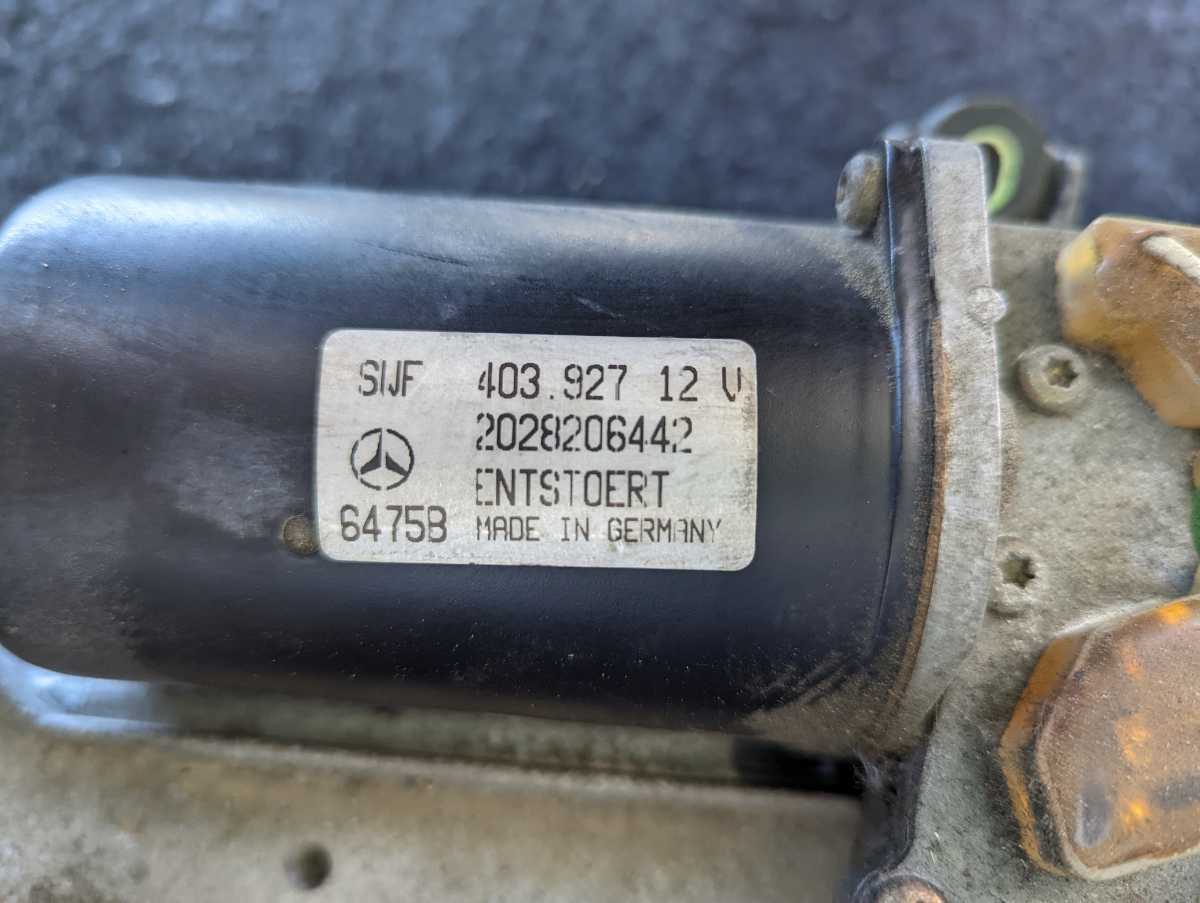 SWF 403.927 12 V
2028206442
ENTSTOERT
6475B MADE IN GERMANY